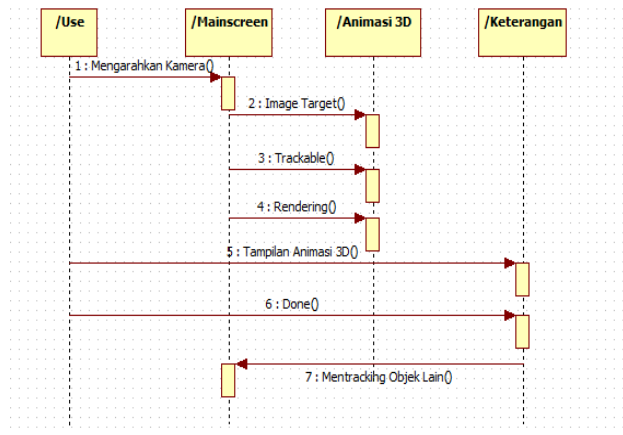 /Use
/Mainscreen
/Animasi 3D
/Keterangan
1 : Mengarahkan Kamera()
2 : Image Target()
3 : Trackable()
4 : Rendering()
5 : Tampilan Animasi 3D()
6 : Done()
7 : Mentracking Objek Lain()